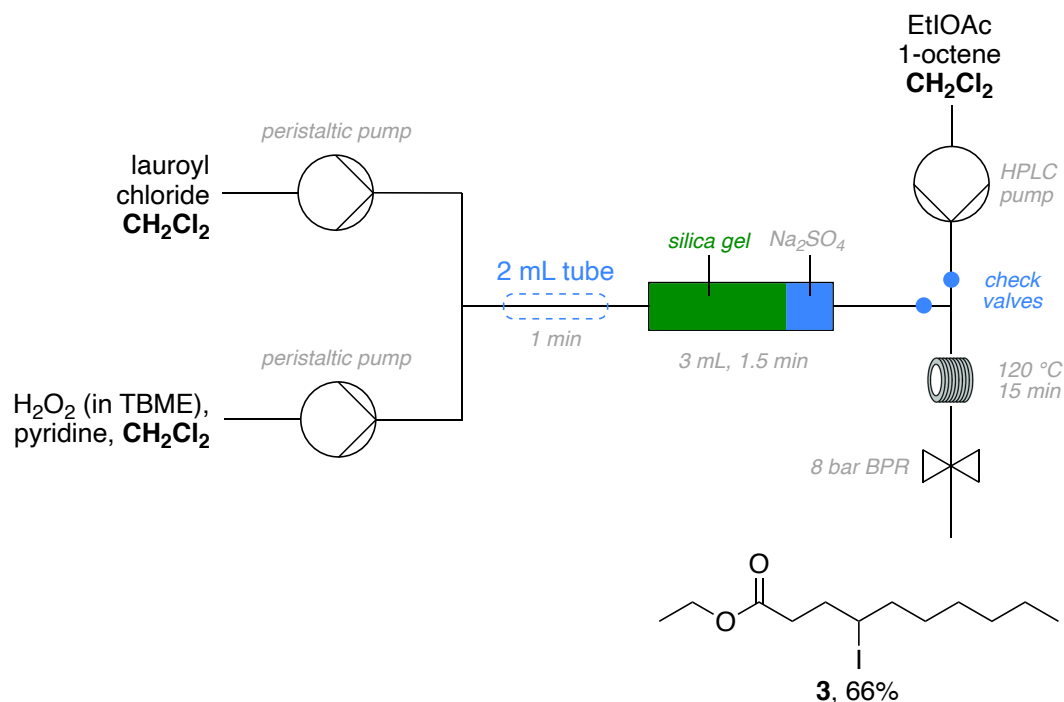 EtIOAc
1-octene
CH₂Cl₂
peristaltic pump
lauroyl
chloride
CH₂Cl₂
HPLC
pump
silica gel
Na₂SO₄
2 mL tube
check
valves
1 min
3 mL, 1.5 min
peristaltic pump
120 °C
15 min
H₂O₂ (in TBME),
pyridine, CH₂Cl₂
8 bar BPR
O
O
I
3, 66%